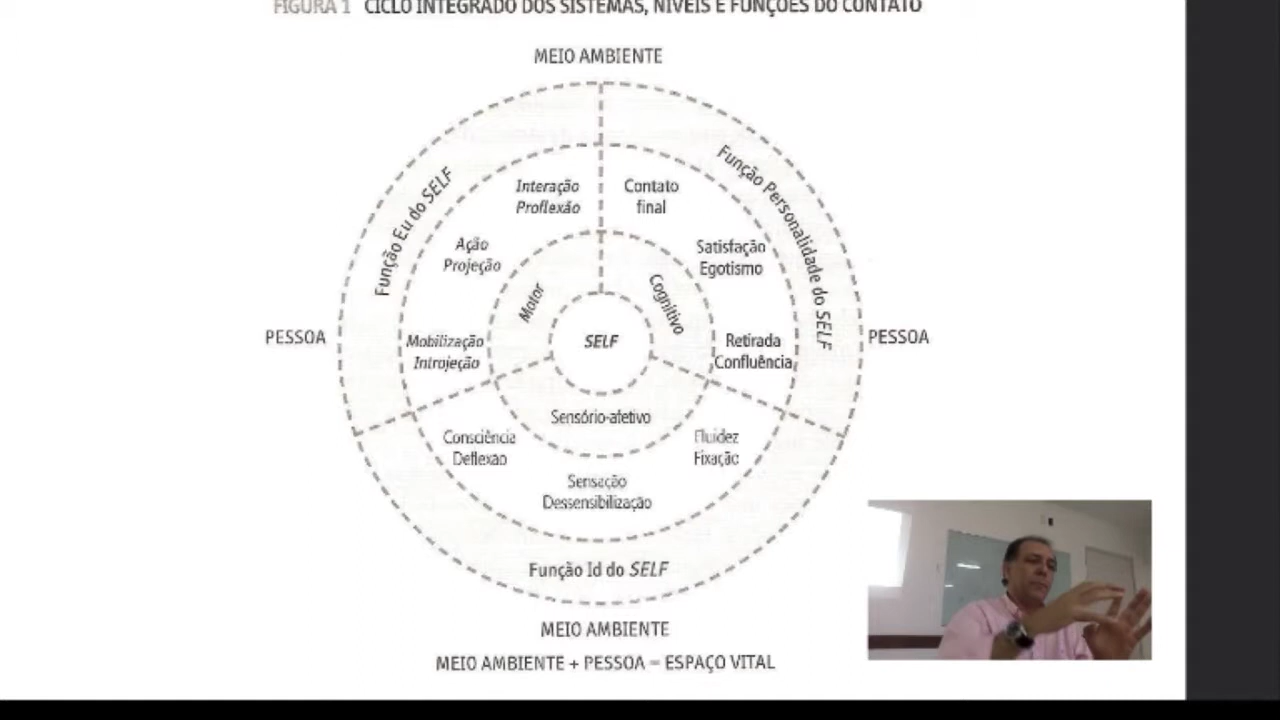 FIGURA 1 CICLO INTEGRADO DOS SISTEMAS, NÍVEIS E FUNÇÕES DO CONTATO
MEIO AMBIENTE
Função Eu do SELF
Função Personalidade do SELF
Interação
Proflexão
Contato
final
Ação
Projeção
Satisfação
Egotismo
Motor
Cognitivo
PESSOA
Mobilização
Introjeção
SELF
Retirada
Confluência
PESSOA
Sensório-afetivo
Consciência
Deflexão
Fluidez
Fixação
Sensação
Dessensibilização
Função Id do SELF
MEIO AMBIENTE
MEIO AMBIENTE + PESSOA = ESPAÇO VITAL